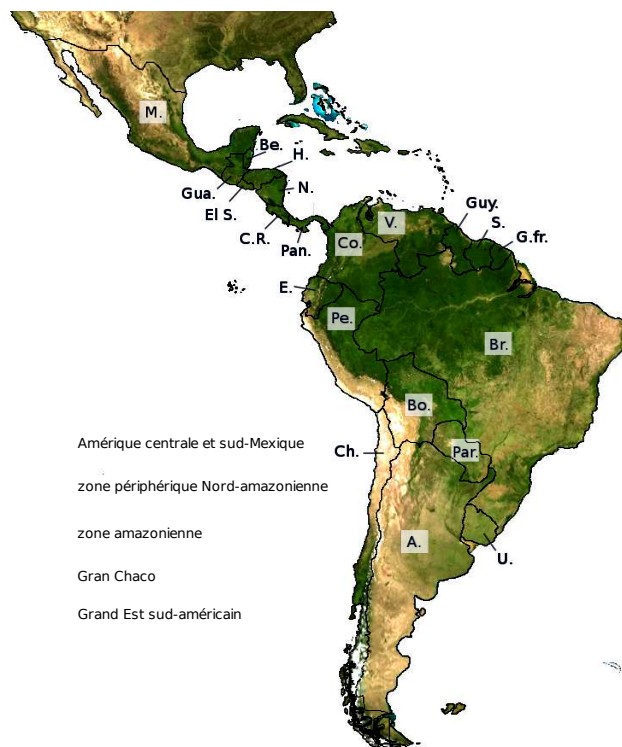 M.
Be.
H.
Gua.
N.
El S.
C.R.
Pan.
V.
Guy.
S.
G.fr.
Co.
E.
Pe.
Br.
Bo.
Amérique centrale et sud-Mexique
Ch.
Par.
zone périphérique Nord-amazonienne
zone amazonienne
A.
U.
Gran Chaco
Grand Est sud-américain